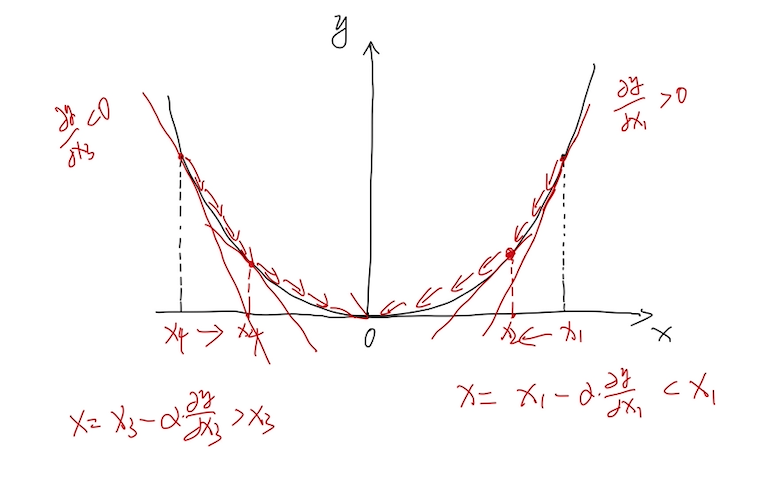 y
∂y/∂x₃ <0
∂y/∂x₁ >0
x₄ → x₄
0
x₂ ← x₁
x
x = x₃ − α·∂y/∂x₃ > x₃
x = x₁ − α·∂y/∂x₁ < x₁